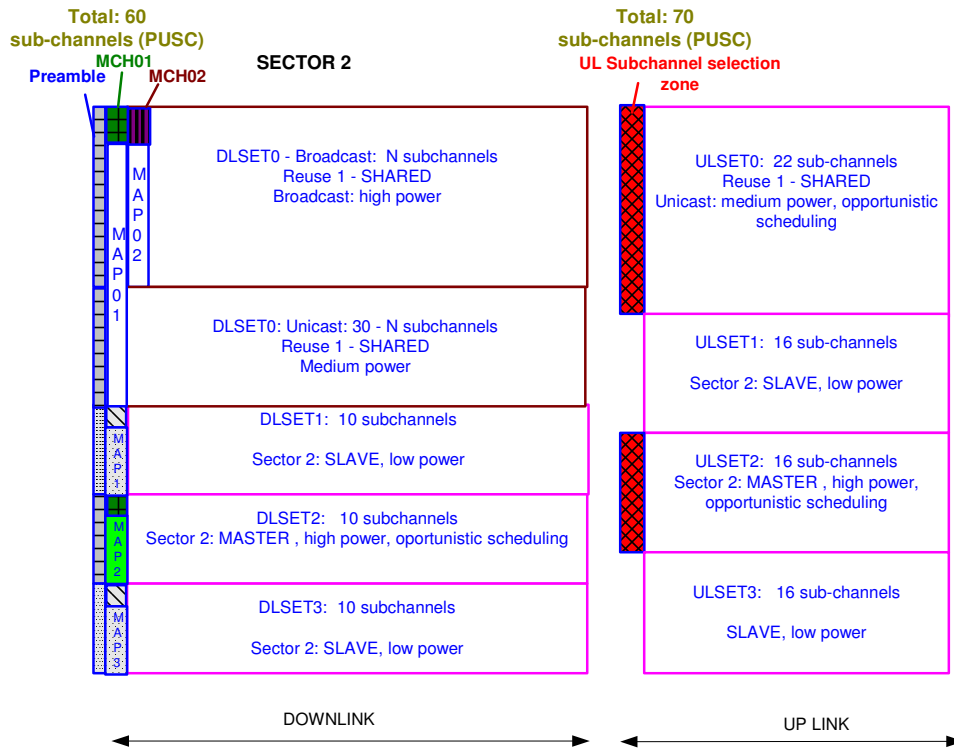 Total: 60
sub-channels (PUSC)
MCH01
Preamble
MCH02
SECTOR 2
Total: 70
sub-channels (PUSC)
UL Subchannel selection
zone
DLSET0 - Broadcast: N subchannels
Reuse 1 - SHARED
Broadcast: high power
MAP02
MAP01
DLSET0: Unicast: 30 - N subchannels
Reuse 1 - SHARED
Medium power
MAP1
DLSET1: 10 subchannels
Sector 2: SLAVE, low power
MAP2
DLSET2: 10 subchannels
Sector 2: MASTER , high power, oportunistic scheduling
MAP3
DLSET3: 10 subchannels
Sector 2: SLAVE, low power
ULSET0: 22 sub-channels
Reuse 1 - SHARED
Unicast: medium power, opportunistic
scheduling
ULSET1: 16 sub-channels
Sector 2: SLAVE, low power
ULSET2: 16 sub-channels
Sector 2: MASTER , high power,
opportunistic scheduling
ULSET3: 16 sub-channels
SLAVE, low power
DOWNLINK
UP LINK